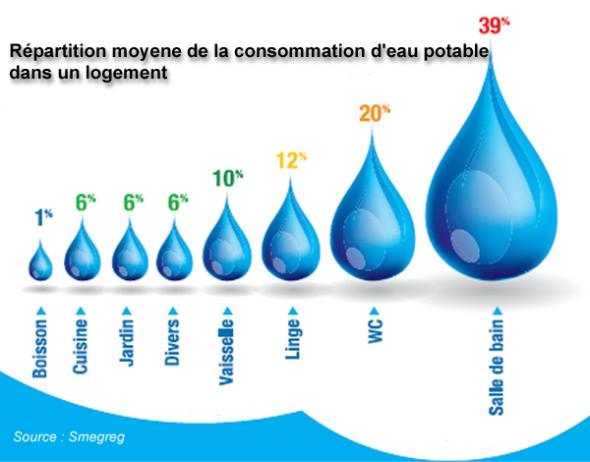 Répartition moyene de la consommation d'eau potable
dans un logement
1%
6%
6%
6%
10%
12%
20%
39%
Boisson
Cuisine
Jardin
Divers
Vaisselle
Linge
WC
Salle de bain
Source : Smegreg